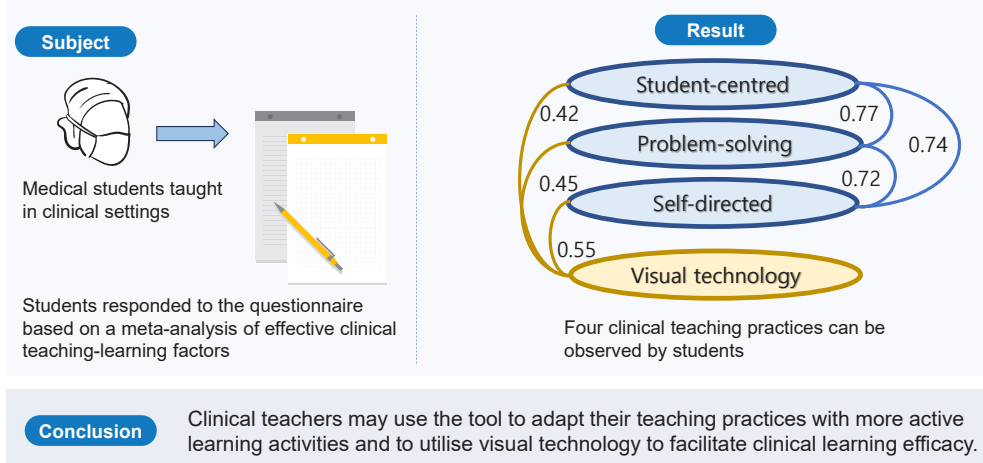 Subject
Medical students taught
in clinical settings
Students responded to the questionnaire
based on a meta-analysis of effective clinical
teaching-learning factors
Result
Student-centred
0.42
0.77
Problem-solving
0.74
0.45
0.72
Self-directed
0.55
Visual technology
Four clinical teaching practices can be
observed by students
Conclusion
Clinical teachers may use the tool to adapt their teaching practices with more active
learning activities and to utilise visual technology to facilitate clinical learning efficacy.